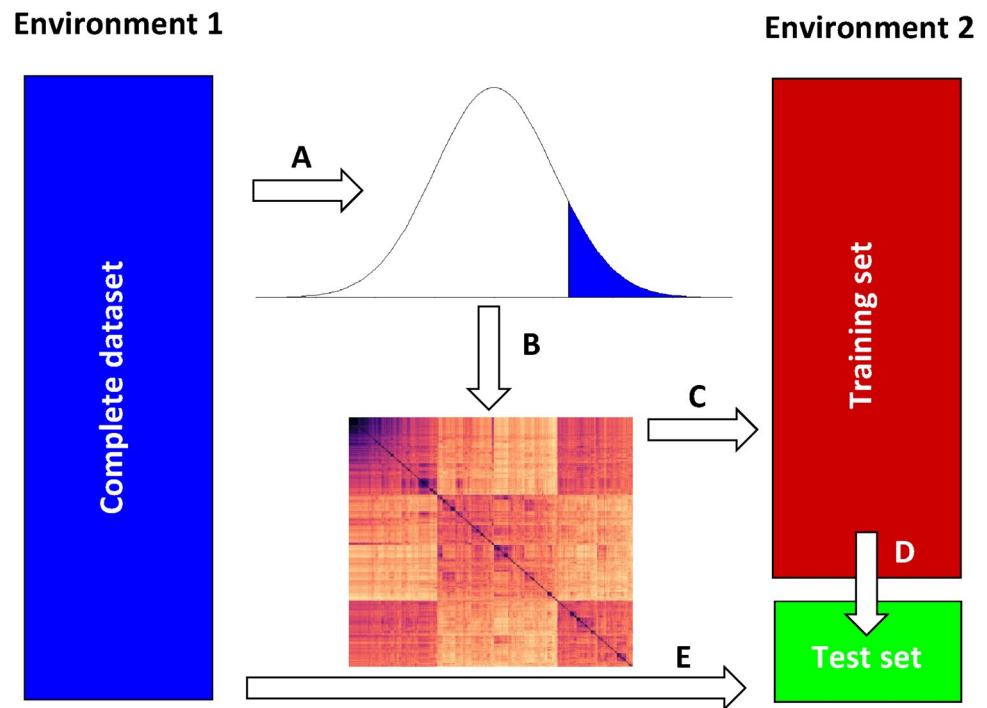 Environment 1
Environment 2
A
B
C
D
E
Complete dataset
Training set
Test set